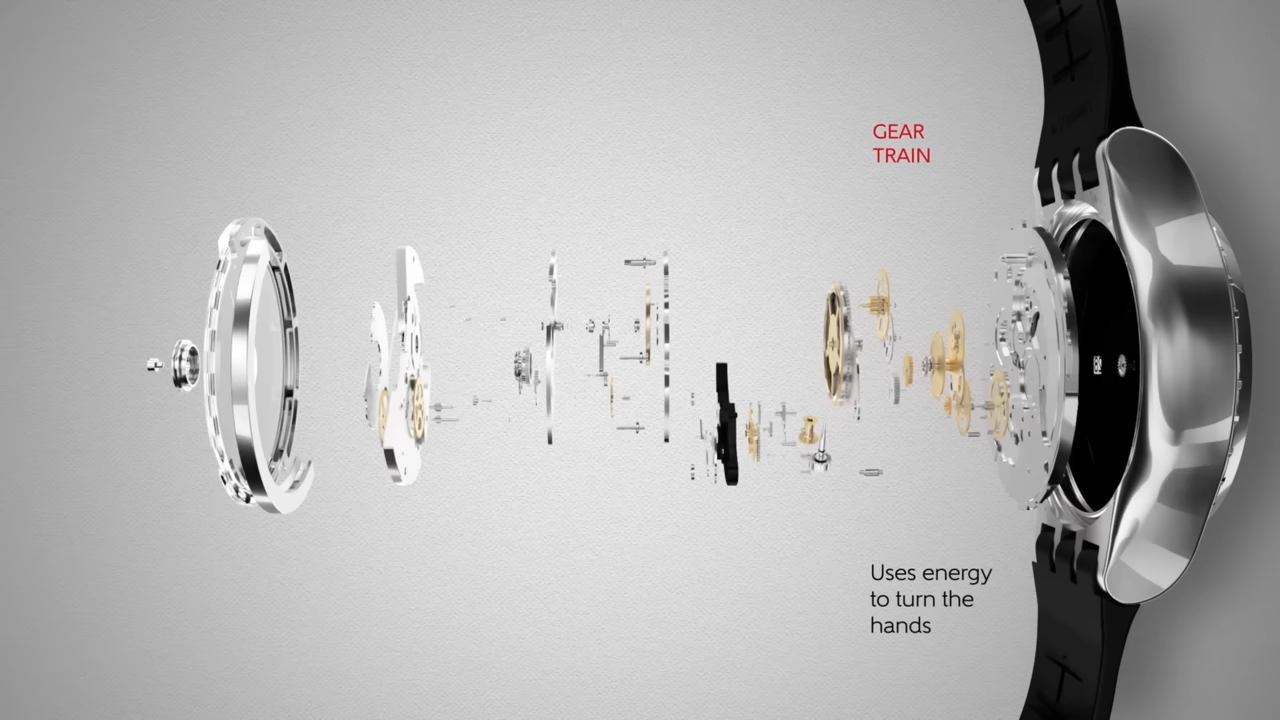 GEAR
TRAIN
Uses energy
to turn the
hands